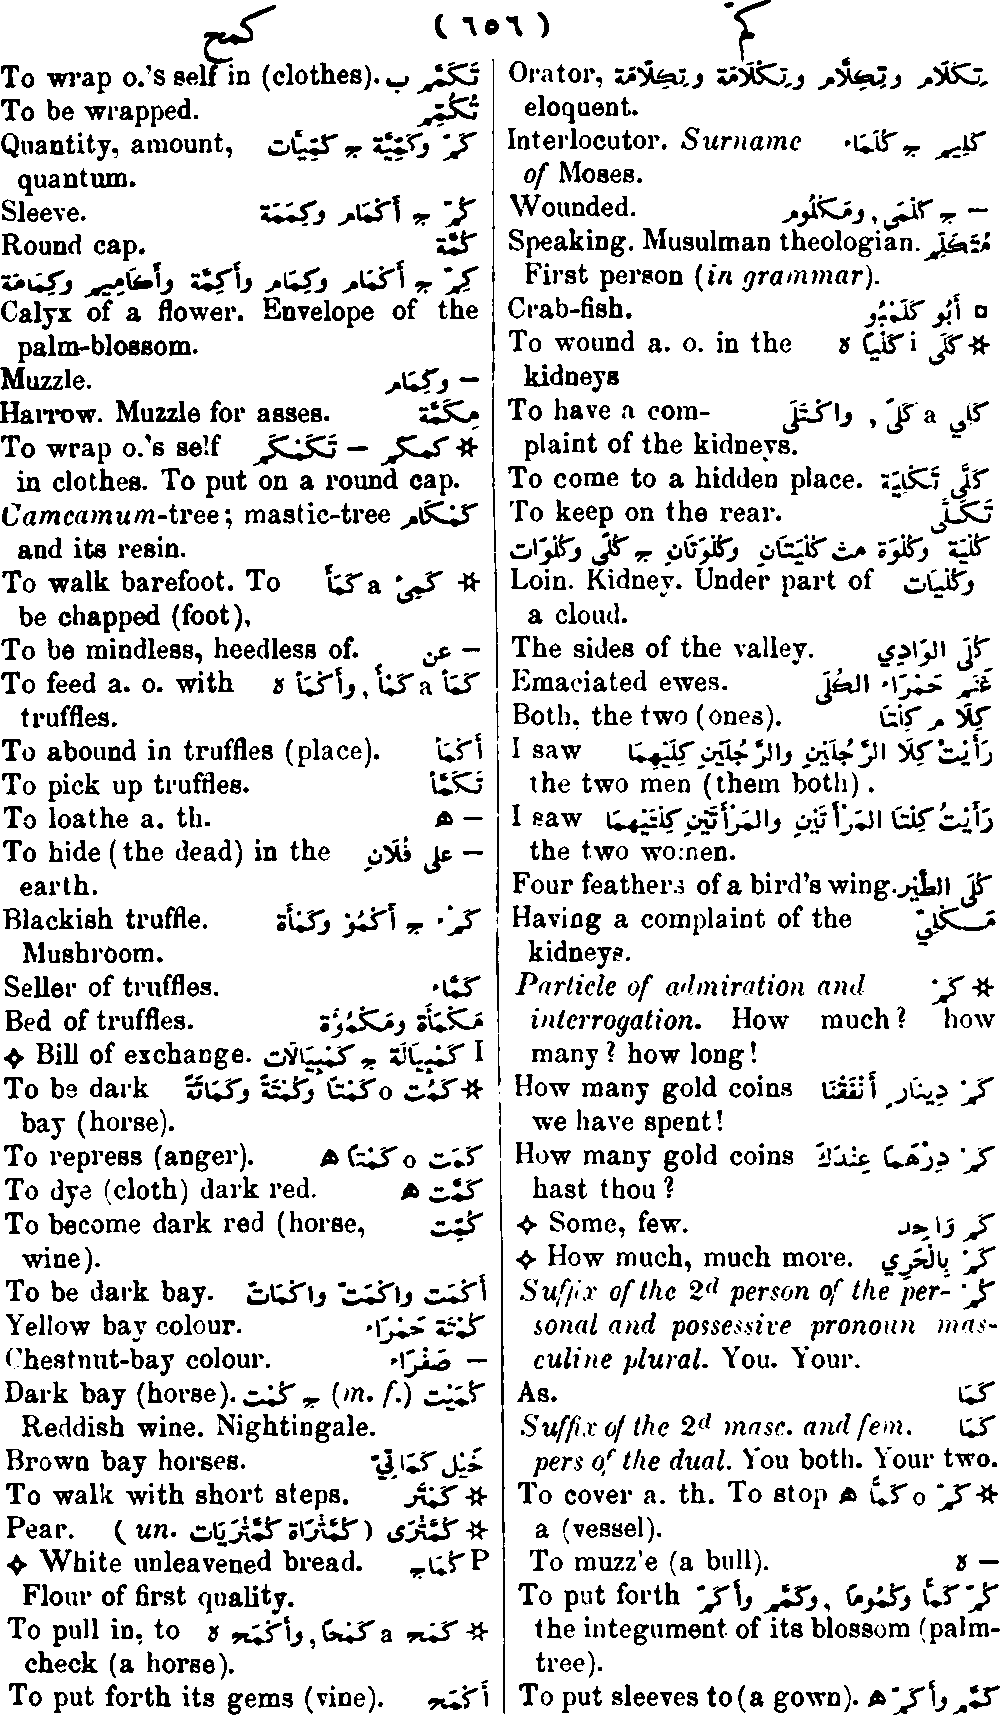 كمح (٦٥٦) كمّ
Orator, تِكْلَام وتِكِلَّام وتِكْلَامَة وتِكِلَّامَة
eloquent.
Interlocutor. Surname كَلِيم ج كُلَمَاء
of Moses.
Wounded. — ج كَلْمَى, ومَكْلُوم
Speaking. Musulman theologian. مُتَكَلِّم
First person (in grammar).
Crab-fish. □ أَبُو
To wound a. o. in the ✲ كَلَى i كَلْيًا ه
kidneys
To have a com- كَلِيَ a كَلًى, واكْتَلَى
plaint of the kidneys.
To come to a hidden place. كَلَّى تَكْلِيَة
To keep on the rear. تَكَلَّى
كُلْيَة وكُلْوَة مث كُلْيَتَانِ وكُلْوَتَانِ ج كُلًى وكُلْوَات
Loin. Kidney. Under part of وكُلْيَات
a cloud.
The sides of the valley. كُلَى الوَادِي
Emaciated ewes. غَنَم حَمْرَاء الكُلَى
Both, the two (ones). كِلَا م كِلْتَا
I saw رَأَيْتُ كِلَا الرَّجُلَيْنِ والرَّجُلَيْنِ كِلَيْهِمَا
the two men (them both).
I saw رَأَيْتُ كِلْتَا المَرْأَتَيْنِ والمَرْأَتَيْنِ كِلْتَيْهِمَا
the two women.
Four feathers of a bird's wing. كُلَى الطَّيْر
Having a complaint of the مَكْلِيّ
kidneys.
Particle of admiration and ✲ كَمْ
interrogation. How much? how
many? how long!
How many gold coins كَمْ دِينَارٍ أَنْفَقْنَا
we have spent!
How many gold coins كَمْ دِرْهَمًا عِنْدَكَ
hast thou?
✧ Some, few. كَم وَاحِد
✧ How much, much more. كَمْ بِالْحَرِي
Suffix of the 2d person of the per- كُمْ
sonal and possessive pronoun mas-
culine plural. You. Your.
As. كَمَا
Suffix of the 2d masc. and fem. كُمَا
pers of the dual. You both. Your two.
To cover a. th. To stop ✲ كَمَّ o كَمًّا ه
a (vessel).
To muzz'e (a bull). — ه
To put forth كَمَّ كَمًّا وكُمُومًا, وكَمَّمَ وأَكَمَّ
the integument of its blossom (palm-
tree).
To put sleeves to (a gown). كَمَّمَ وأَكَمَّ ه
To wrap o.'s self in (clothes). تَكَمَّمَ ب
To be wrapped. تُكُمِّمَ
Quantity, amount, كَمّ وكَمِّيَّة ج كَمِّيَّات
quantum.
Sleeve. كُمّ ج أَكْمَام وكِمَمَة
Round cap. كُمَّة
كِمّ ج أَكْمَام وكِمَام وأَكِمَّة وأَكَامِيم وكِمَامَة
Calyx of a flower. Envelope of the
palm-blossom.
Muzzle. — وكِمَام
Harrow. Muzzle for asses. مِكَمَّة
To wrap o.'s self ✲ كَمْكَم — تَكَمْكَمَ
in clothes. To put on a round cap.
Camcamum-tree; mastic-tree كَمْكَام
and its resin.
To walk barefoot. To ✲ كَمِئَ a كَمَأ
be chapped (foot),
To be mindless, heedless of. — عن
To feed a. o. with كَمَأَ a كَمْأ, وأَكْمَأَ ه
truffles.
To abound in truffles (place). أَكْمَأَ
To pick up truffles. تَكَمَّأَ
To loathe a. th. — ه
To hide (the dead) in the — على فُلَان
earth.
Blackish truffle. كَمْء ج أَكْمُؤ وكَمْأَة
Mushroom.
Seller of truffles. كَمَّاء
Bed of truffles. مَكْمَأَة ومَكْمُؤَة
✧ Bill of exchange. I كَمْبِيَالَة ج كَمْبِيَالَات
To be dark ✲ كَمُتَ o كَمْتًا وكُمْتَةً وكَمَاتَةً
bay (horse).
To repress (anger). كَمَتَ o كَمْتًا ه
To dye (cloth) dark red. كَمَّتَ ه
To become dark red (horse, كُمِّتَ
wine).
To be dark bay. أَكْمَتَ واكْمَتَّ واكْمَاتَّ
Yellow bay colour. كُمْتَة حَمْرَاء
Chestnut-bay colour. — صَفْرَاء
Dark bay (horse). كُمَيْت (m. f.) ج كُمْت
Reddish wine. Nightingale.
Brown bay horses. خَيْل كَمَاتِيّ
To walk with short steps. ✲ كَمْثَرَ
Pear. ✲ كُمَّثْرَى (un. كُمَّثْرَاة كُمَّثْرَيَات)
✧ White unleavened bread. P كُمَاج
Flour of first quality.
To pull in, to ✲ كَمَحَ a كَمْحًا, وأَكْمَحَ ه
check (a horse).
To put forth its gems (vine). أَكْمَحَ